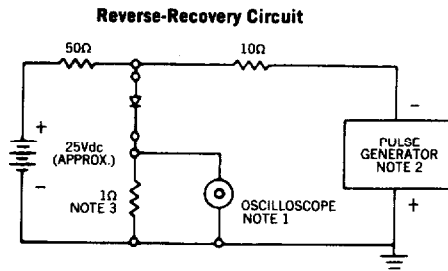 Reverse-Recovery Circuit
50Ω
10Ω
+
25Vdc
(APPROX.)
−
1Ω
NOTE 3
OSCILLOSCOPE
NOTE 1
−
PULSE
GENERATOR
NOTE 2
+